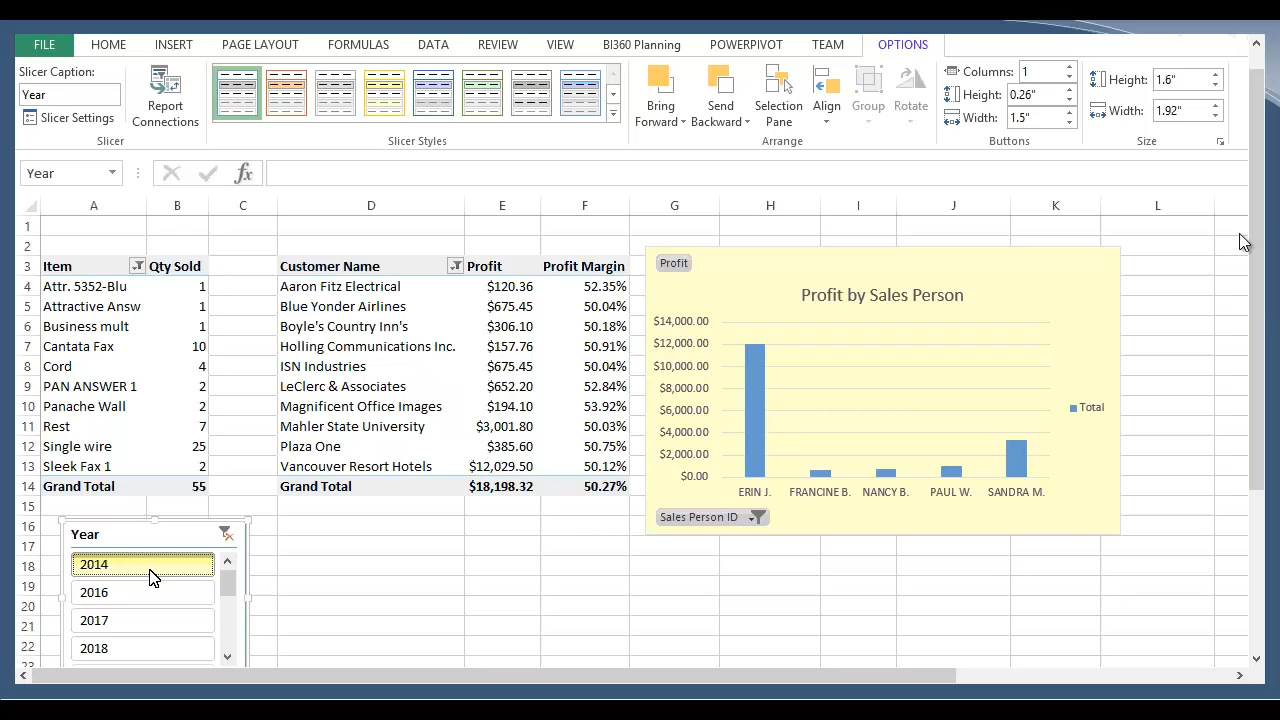 FILE HOME INSERT PAGE LAYOUT FORMULAS DATA REVIEW VIEW BI360 Planning POWERPIVOT TEAM OPTIONS
Slicer Caption:
Year
Slicer Settings
Report
Connections
Slicer
Slicer Styles
Bring
Forward
Send
Backward
Selection
Pane
Align
Group
Rotate
Arrange
Columns: 1
Height: 0.26"
Width: 1.5"
Buttons
Height: 1.6"
Width: 1.92"
Size
Year
fx
A B C D E F G H I J K L
1
2
3 Item Qty Sold Customer Name Profit Profit Margin
4 Attr. 5352-Blu 1 Aaron Fitz Electrical $120.36 52.35%
5 Attractive Answ 1 Blue Yonder Airlines $675.45 50.04%
6 Business mult 1 Boyle's Country Inn's $306.10 50.18%
7 Cantata Fax 10 Holling Communications Inc. $157.76 50.91%
8 Cord 4 ISN Industries $675.45 50.04%
9 PAN ANSWER 1 2 LeClerc & Associates $652.20 52.84%
10 Panache Wall 2 Magnificent Office Images $194.10 53.92%
11 Rest 7 Mahler State University $3,001.80 50.03%
12 Single wire 25 Plaza One $385.60 50.75%
13 Sleek Fax 1 2 Vancouver Resort Hotels $12,029.50 50.12%
14 Grand Total 55 Grand Total $18,198.32 50.27%
15
16
17
18
19
20
21
22
23
Profit
Profit by Sales Person
$14,000.00
$12,000.00
$10,000.00
$8,000.00
$6,000.00
$4,000.00
$2,000.00
$0.00
ERIN J. FRANCINE B. NANCY B. PAUL W. SANDRA M.
Total
Sales Person ID
Year
2014
2016
2017
2018